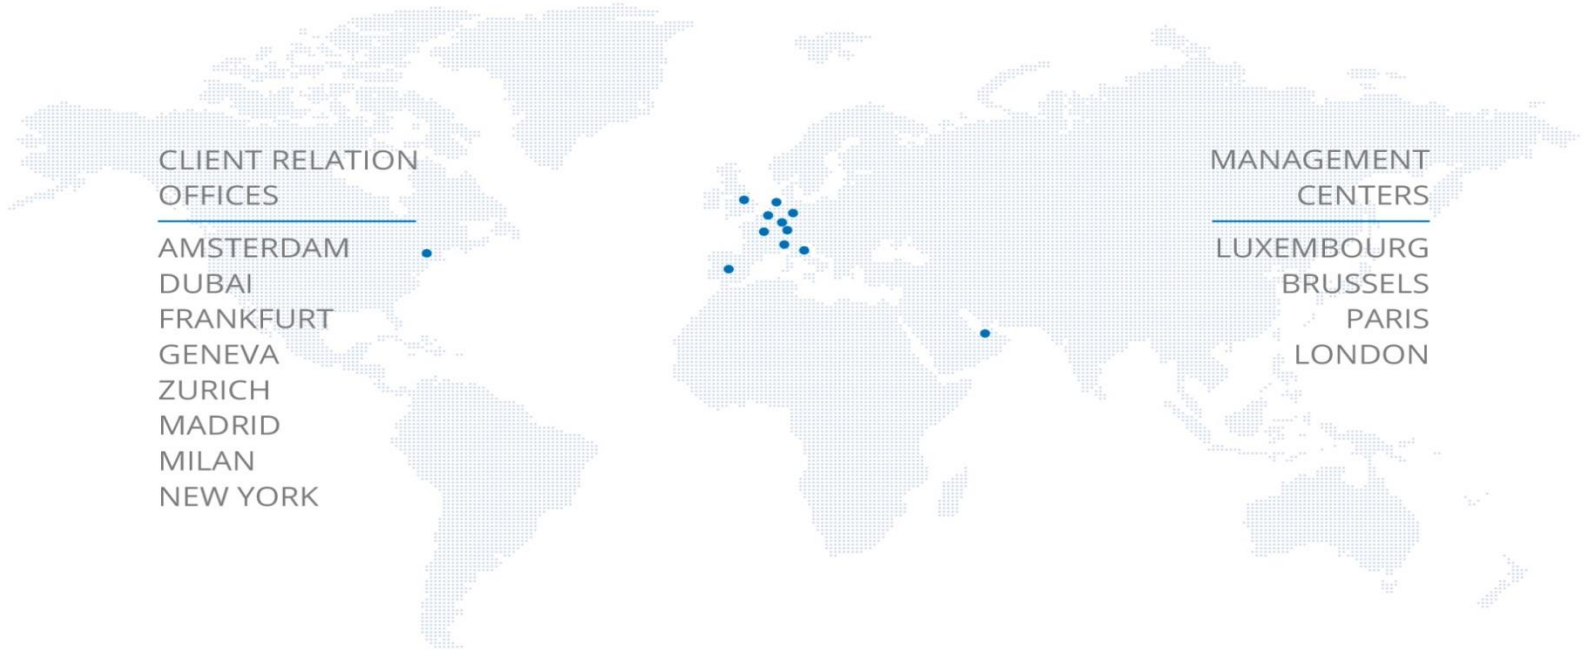 CLIENT RELATION
OFFICES
AMSTERDAM
DUBAI
FRANKFURT
GENEVA
ZURICH
MADRID
MILAN
NEW YORK
MANAGEMENT
CENTERS
LUXEMBOURG
BRUSSELS
PARIS
LONDON